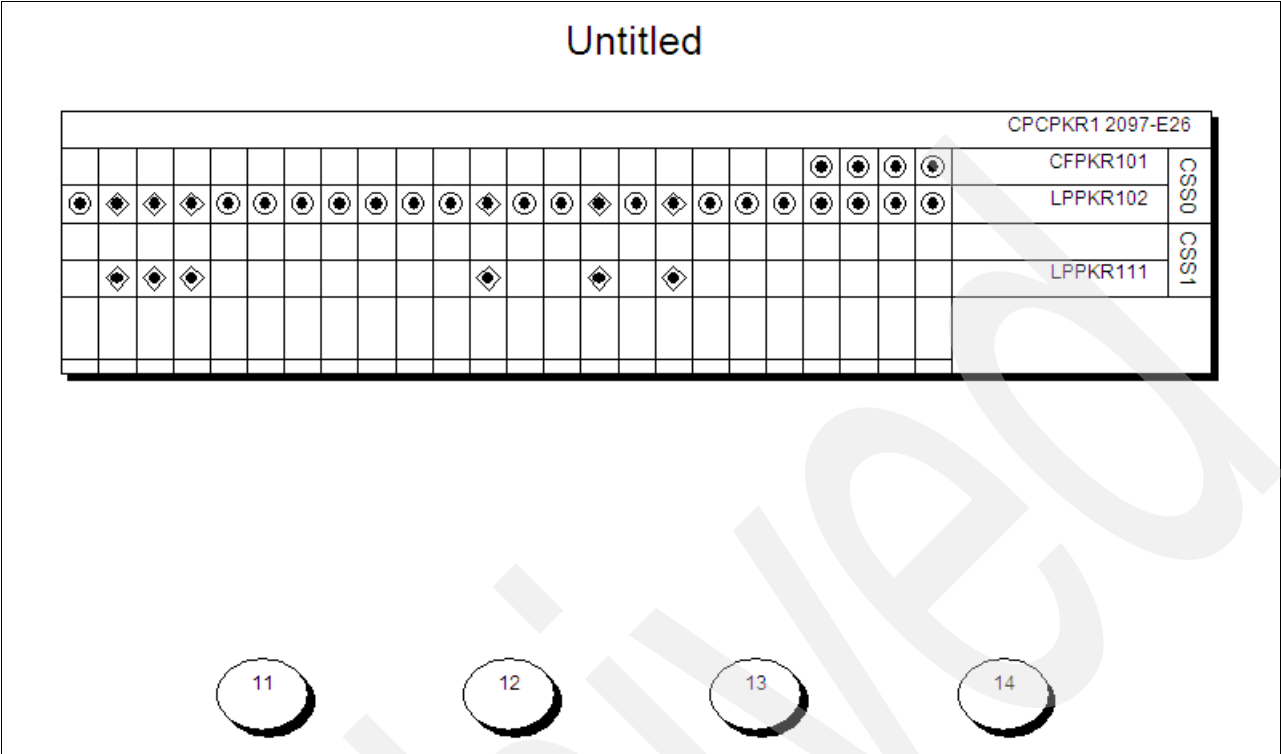 Untitled
CPCPKR1 2097-E26
CFPKR101
CSS0
LPPKR102
CSS1
LPPKR111
11
12
13
14